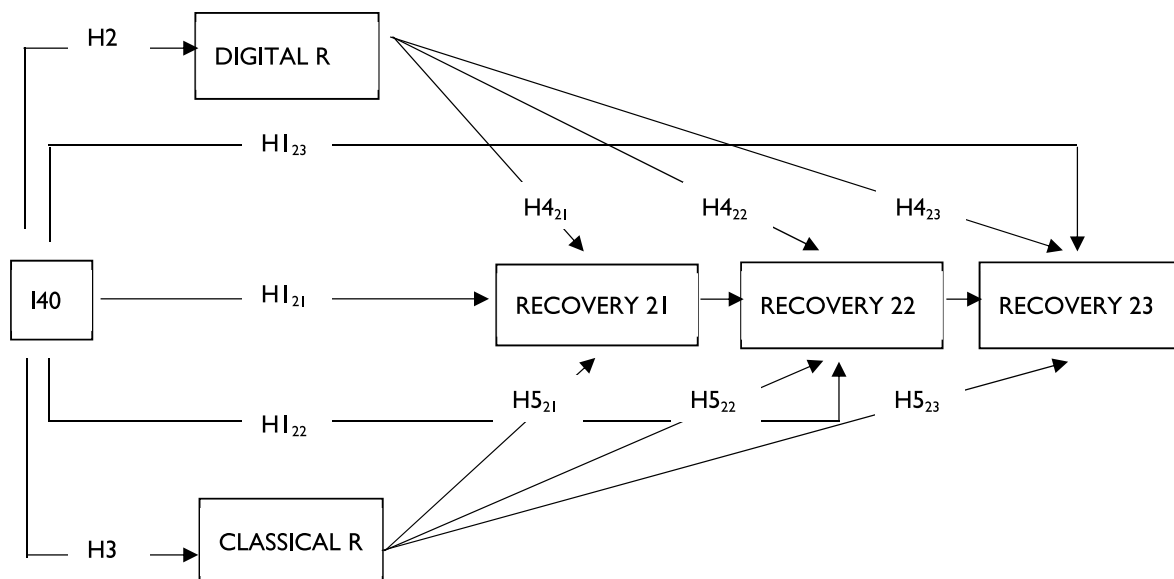 H2
DIGITAL R
H1₂₃
H4₂₁
H4₂₂
H4₂₃
I40
H1₂₁
RECOVERY 21
RECOVERY 22
RECOVERY 23
H5₂₁
H5₂₂
H5₂₃
H1₂₂
H3
CLASSICAL R